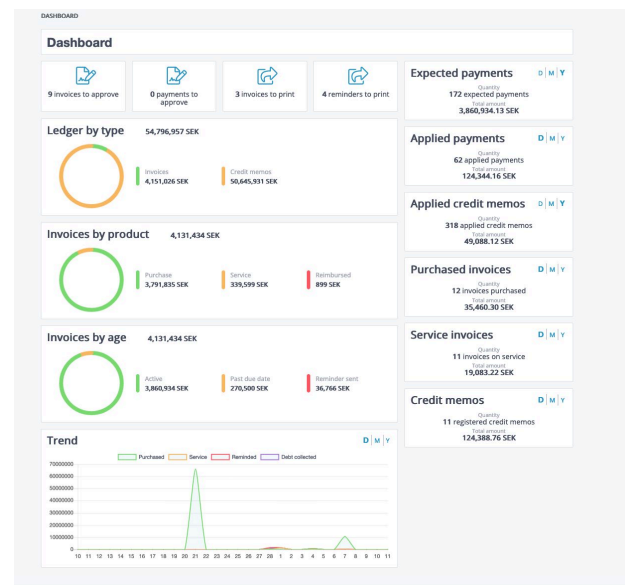 DASHBOARD
Dashboard
9 invoices to approve
0 payments to
approve
3 invoices to print
4 reminders to print
Ledger by type 54,796,957 SEK
Invoices
4,151,026 SEK
Credit memos
50,645,931 SEK
Invoices by product 4,131,434 SEK
Purchase
3,791,835 SEK
Service
339,599 SEK
Reimbursed
899 SEK
Invoices by age 4,131,434 SEK
Active
3,860,934 SEK
Past due date
270,500 SEK
Reminder sent
36,766 SEK
Trend D M Y
Purchased Service Reminded Debt collected
70000000
60000000
50000000
40000000
30000000
20000000
10000000
0
10 11 12 13 14 15 16 17 18 19 20 21 22 23 24 25 26 27 28 1 2 3 4 5 6 7 8 9 10 11
Expected payments D M Y
Quantity
172 expected payments
Total amount
3,860,934.13 SEK
Applied payments D M Y
Quantity
62 applied payments
Total amount
124,344.16 SEK
Applied credit memos D M Y
Quantity
318 applied credit memos
Total amount
49,088.12 SEK
Purchased invoices D M Y
Quantity
12 invoices purchased
Total amount
35,460.30 SEK
Service invoices D M Y
Quantity
11 invoices on service
Total amount
19,083.22 SEK
Credit memos D M Y
Quantity
11 registered credit memos
Total amount
124,388.76 SEK